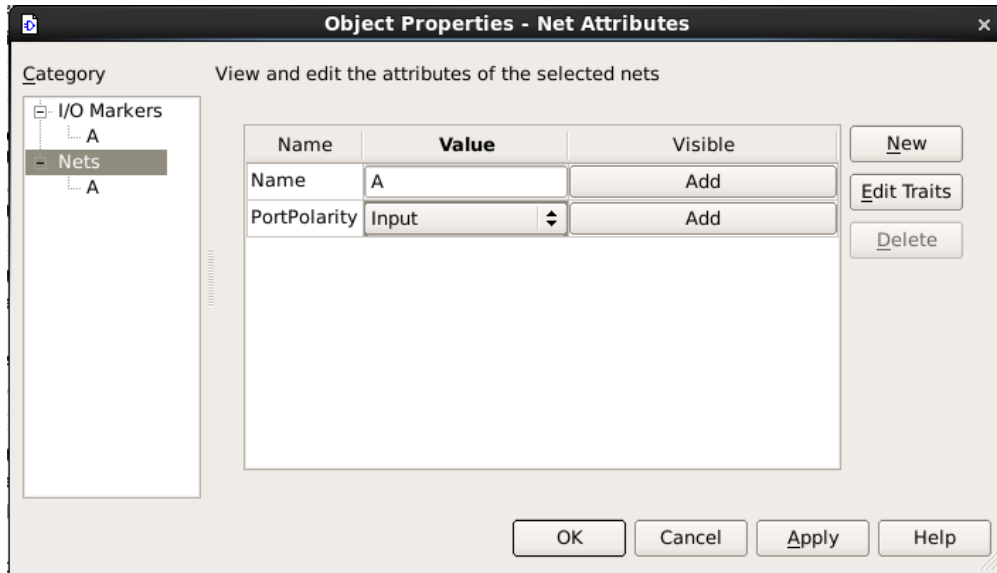 Object Properties - Net Attributes
Category
View and edit the attributes of the selected nets
I/O Markers
A
Nets
A
Name Value Visible
Name A Add
PortPolarity Input Add
New
Edit Traits
Delete
OK Cancel Apply Help